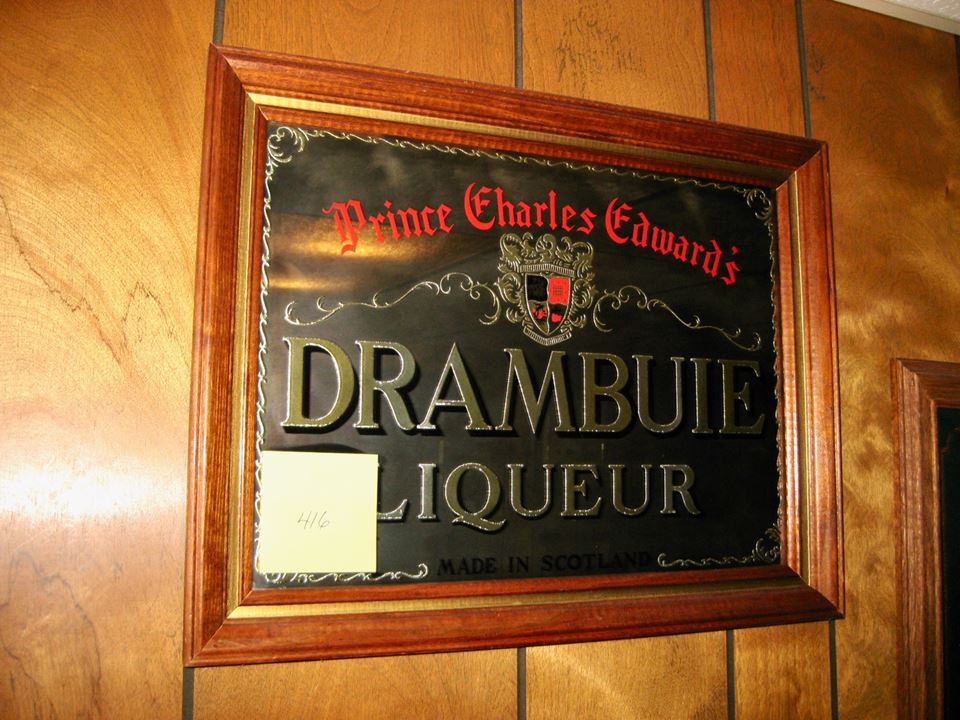 Prince Charles Edward's
DRAMBUIE
LIQUEUR
416
MADE IN SCOTLAND